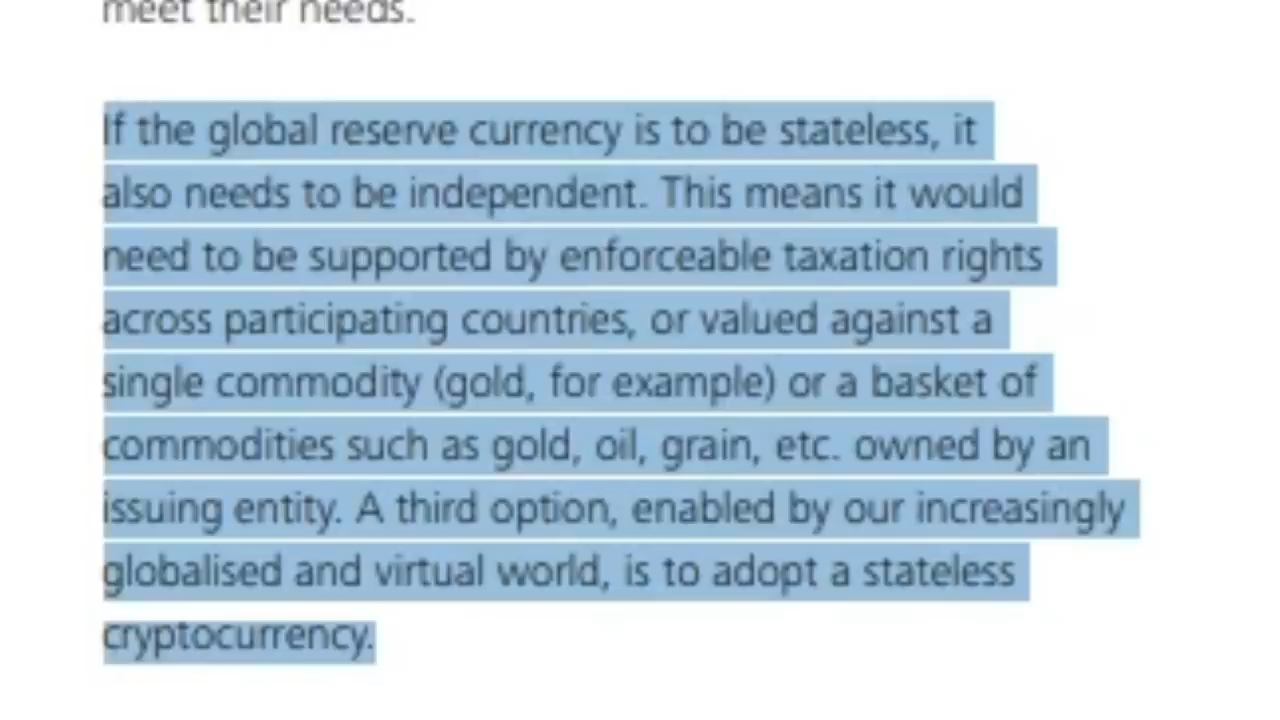 meet their needs.
If the global reserve currency is to be stateless, it
also needs to be independent. This means it would
need to be supported by enforceable taxation rights
across participating countries, or valued against a
single commodity (gold, for example) or a basket of
commodities such as gold, oil, grain, etc. owned by an
issuing entity. A third option, enabled by our increasingly
globalised and virtual world, is to adopt a stateless
cryptocurrency.